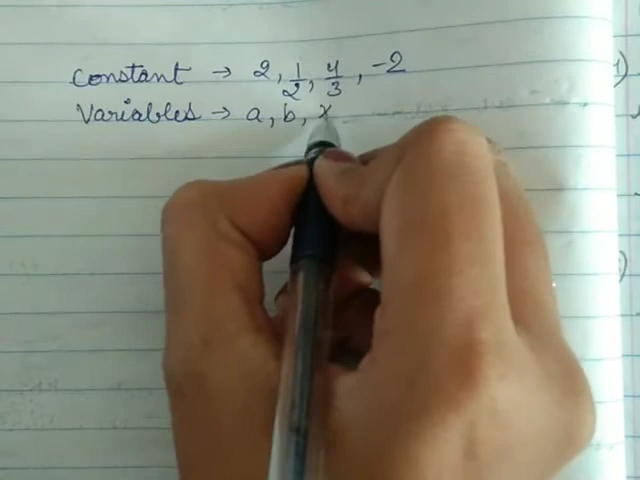 Constant → 2, 1/2, 4/3, -2
Variables → a, b, x